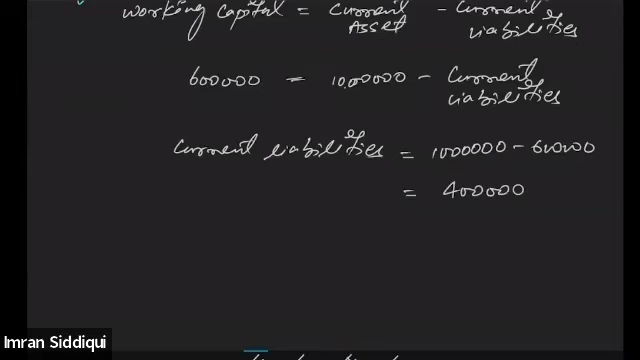 working capital = current Asset - current liabilities
600000 = 10,00000 - current liabilities
current liabilities = 1000000 - 600000
= 400000
Imran Siddiqui